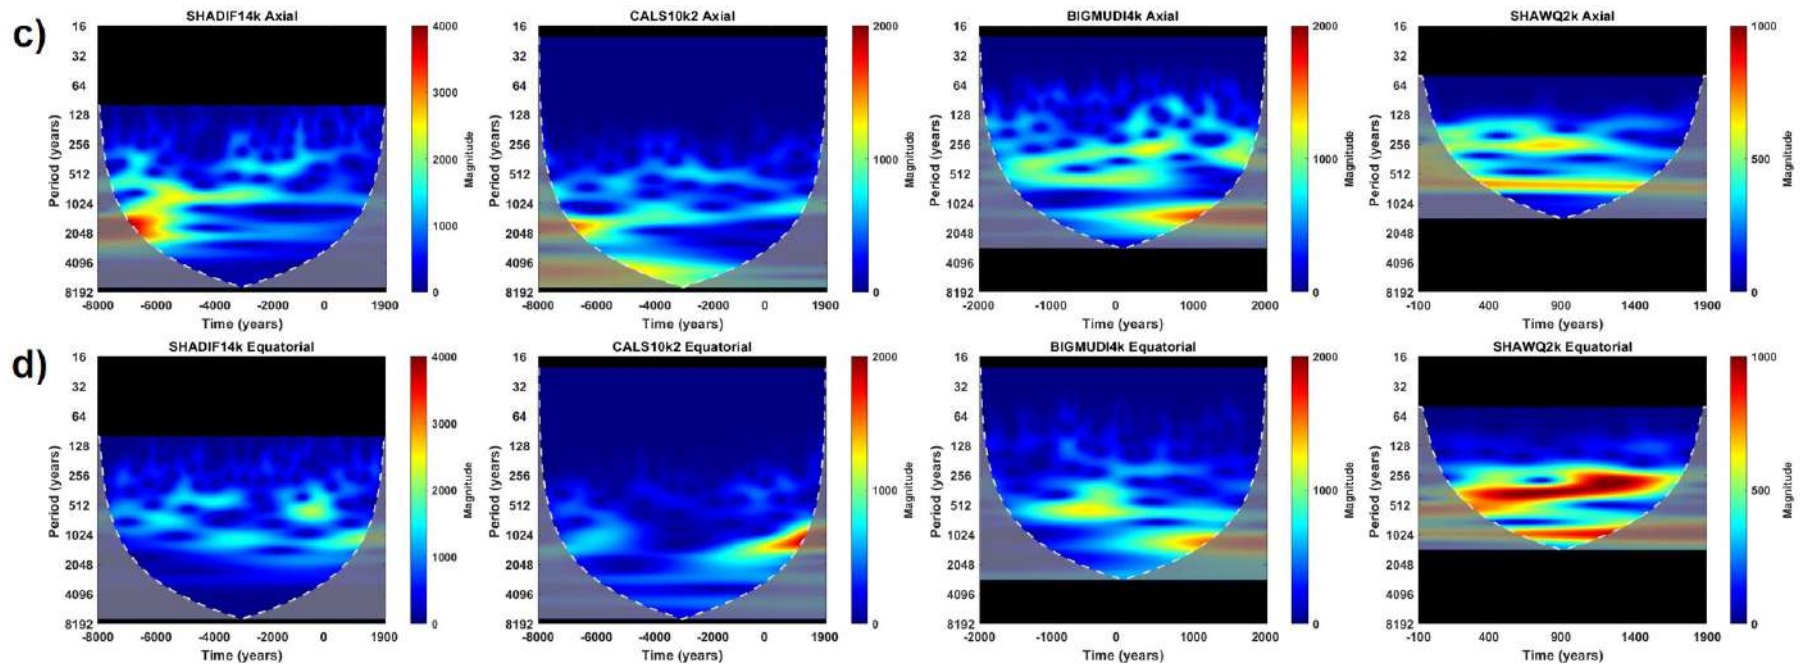 c)
SHADIF14k Axial
16
32
64
128
256
512
1024
2048
4096
8192
Period (years)
-8000 -6000 -4000 -2000 0 1900
Time (years)
4000
3000
2000
1000
0
Magnitude
CALS10k2 Axial
16
32
64
128
256
512
1024
2048
4096
8192
Period (years)
-8000 -6000 -4000 -2000 0 1900
Time (years)
2000
1000
0
Magnitude
BIGMUDI4k Axial
16
32
64
128
256
512
1024
2048
4096
8192
Period (years)
-2000 -1000 0 1000 2000
Time (years)
2000
1000
0
Magnitude
SHAWQ2k Axial
16
32
64
128
256
512
1024
2048
4096
8192
Period (years)
-100 400 900 1400 1900
Time (years)
1000
500
0
Magnitude
d)
SHADIF14k Equatorial
16
32
64
128
256
512
1024
2048
4096
8192
Period (years)
-8000 -6000 -4000 -2000 0 1900
Time (years)
4000
3000
2000
1000
0
Magnitude
CALS10k2 Equatorial
16
32
64
128
256
512
1024
2048
4096
8192
Period (years)
-8000 -6000 -4000 -2000 0 1900
Time (years)
2000
1000
0
Magnitude
BIGMUDI4k Equatorial
16
32
64
128
256
512
1024
2048
4096
8192
Period (years)
-2000 -1000 0 1000 2000
Time (years)
2000
1000
0
Magnitude
SHAWQ2k Equatorial
16
32
64
128
256
512
1024
2048
4096
8192
Period (years)
-100 400 900 1400 1900
Time (years)
1000
500
0
Magnitude